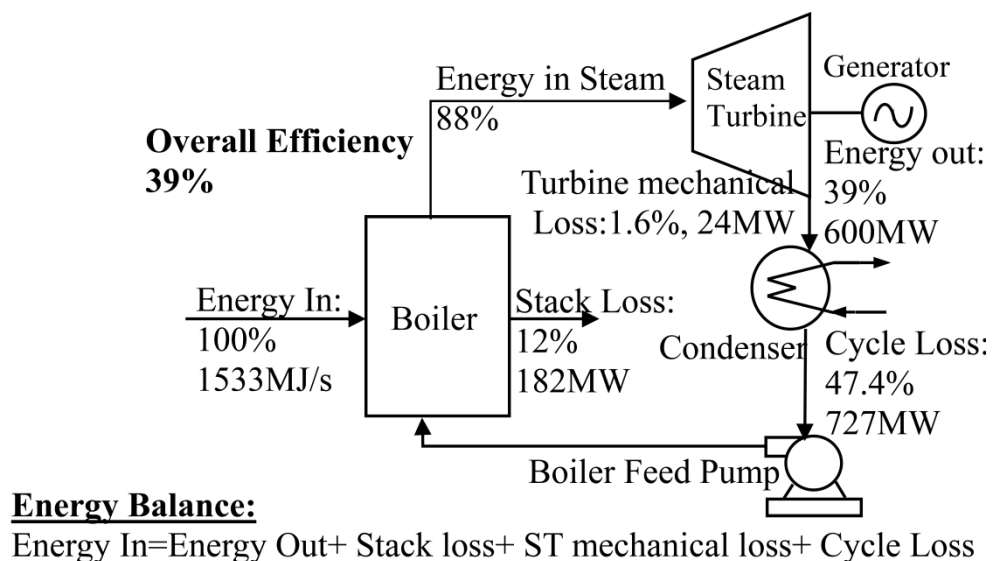 Energy in Steam
88%
Steam
Turbine
Generator
Overall Efficiency
39%
Turbine mechanical
Loss:1.6%, 24MW
Energy out:
39%
600MW
Energy In:
100%
1533MJ/s
Boiler
Stack Loss:
12%
182MW
Condenser
Cycle Loss:
47.4%
727MW
Boiler Feed Pump
Energy Balance:
Energy In=Energy Out+ Stack loss+ ST mechanical loss+ Cycle Loss